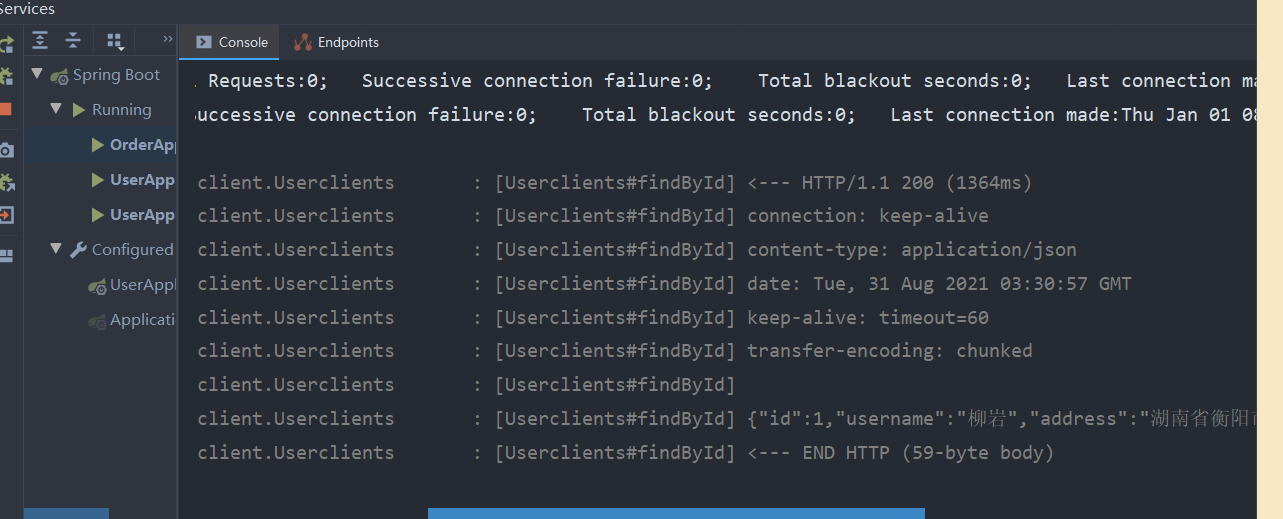 Services
Console
Endpoints
Spring Boot
Running
OrderApp
UserApp
UserApp
Configured
UserAppl
Applicati
Requests:0; Successive connection failure:0; Total blackout seconds:0; Last connection ma
uccessive connection failure:0; Total blackout seconds:0; Last connection made:Thu Jan 01 08
client.Userclients : [Userclients#findById] <--- HTTP/1.1 200 (1364ms)
client.Userclients : [Userclients#findById] connection: keep-alive
client.Userclients : [Userclients#findById] content-type: application/json
client.Userclients : [Userclients#findById] date: Tue, 31 Aug 2021 03:30:57 GMT
client.Userclients : [Userclients#findById] keep-alive: timeout=60
client.Userclients : [Userclients#findById] transfer-encoding: chunked
client.Userclients : [Userclients#findById]
client.Userclients : [Userclients#findById] {"id":1,"username":"柳岩","address":"湖南省衡阳市
client.Userclients : [Userclients#findById] <--- END HTTP (59-byte body)